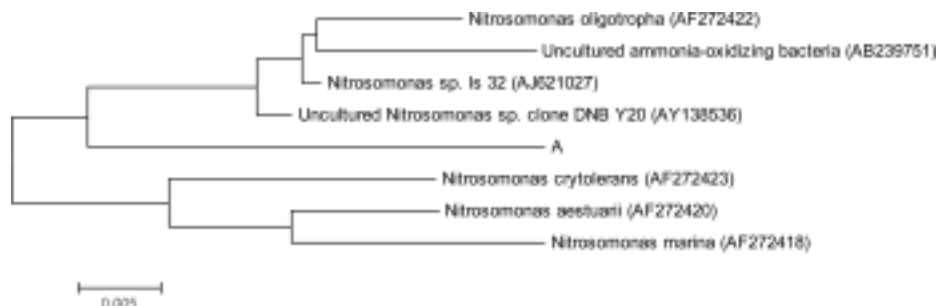 Nitrosomonas oligotropha (AF272422)
Uncultured ammonia-oxidizing bacteria (AB239751)
Nitrosomonas sp. Is 32 (AJ621027)
Uncultured Nitrosomonas sp. clone DNB Y20 (AY138536)
A
Nitrosomonas crytolerans (AF272423)
Nitrosomonas aestuarii (AF272420)
Nitrosomonas marina (AF272418)
0.005